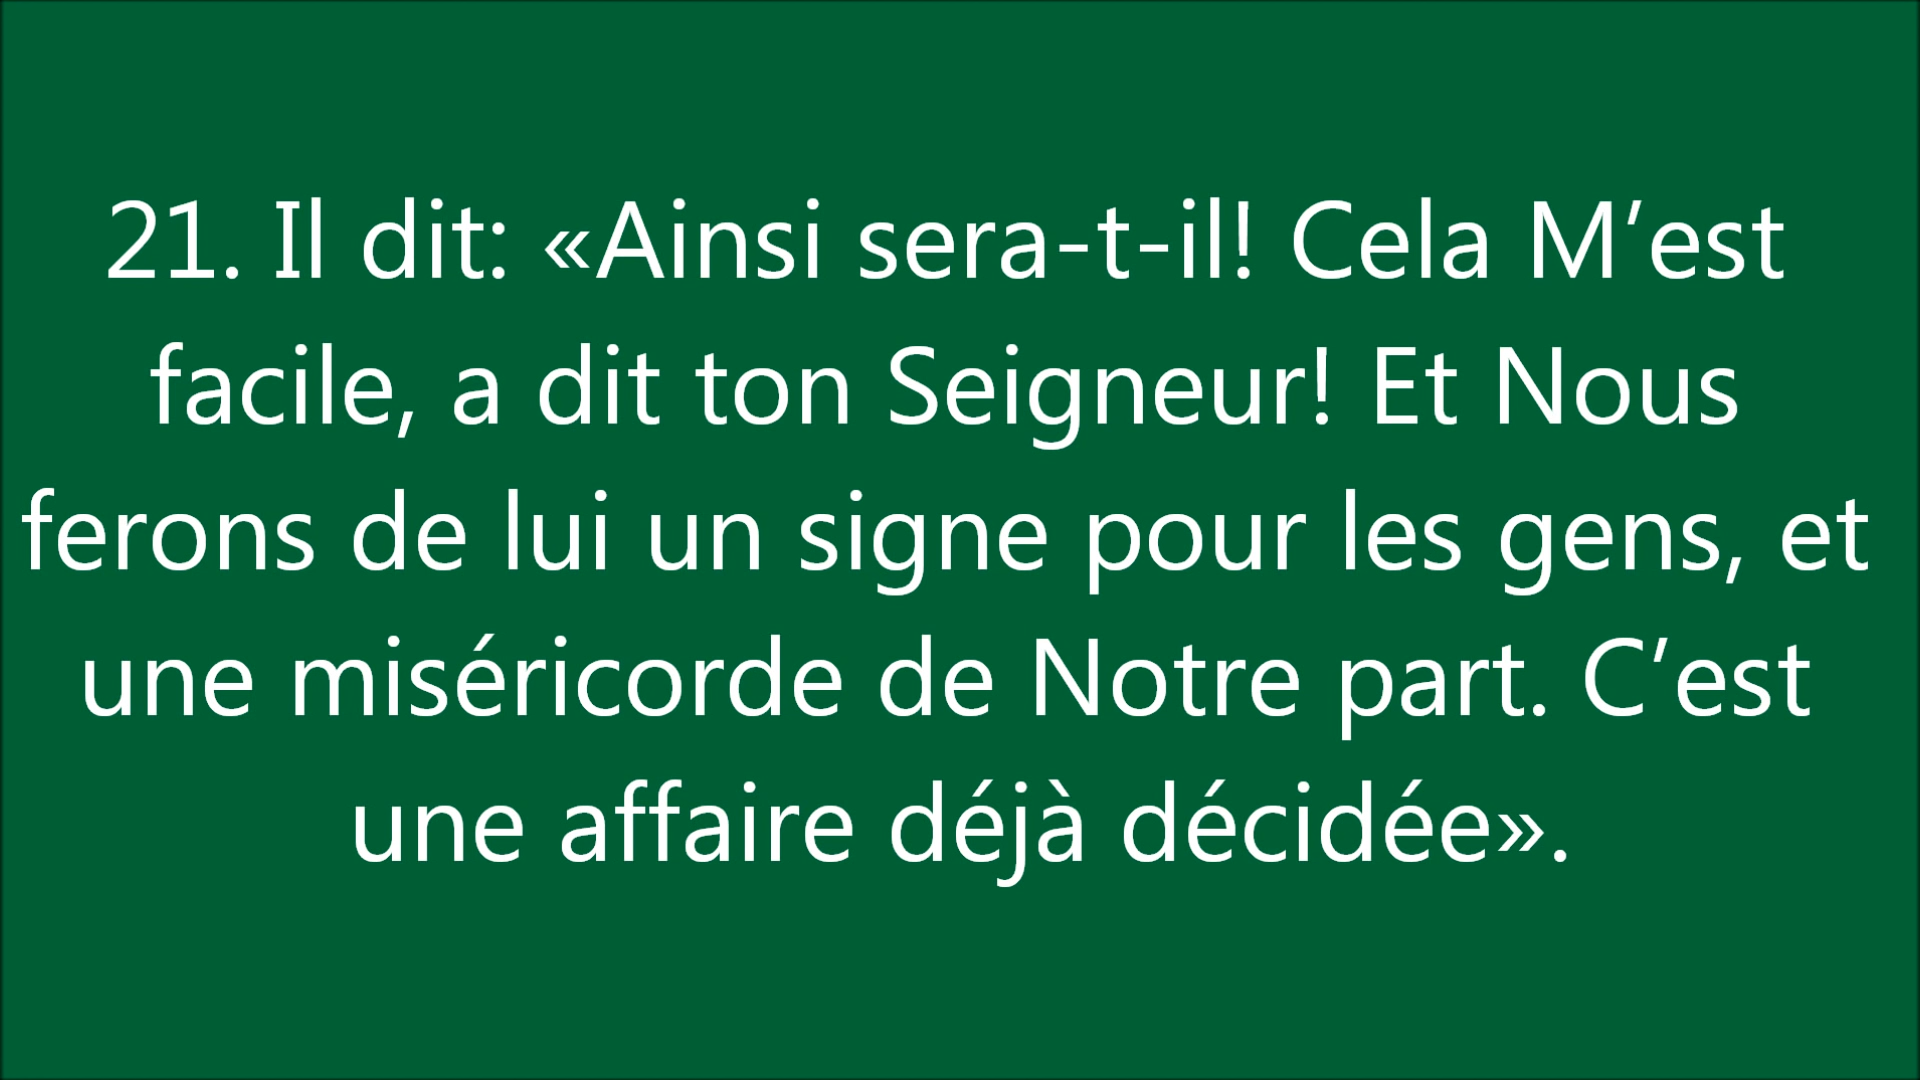 21. Il dit: «Ainsi sera-t-il! Cela M’est
facile, a dit ton Seigneur! Et Nous
ferons de lui un signe pour les gens, et
une miséricorde de Notre part. C’est
une affaire déjà décidée».